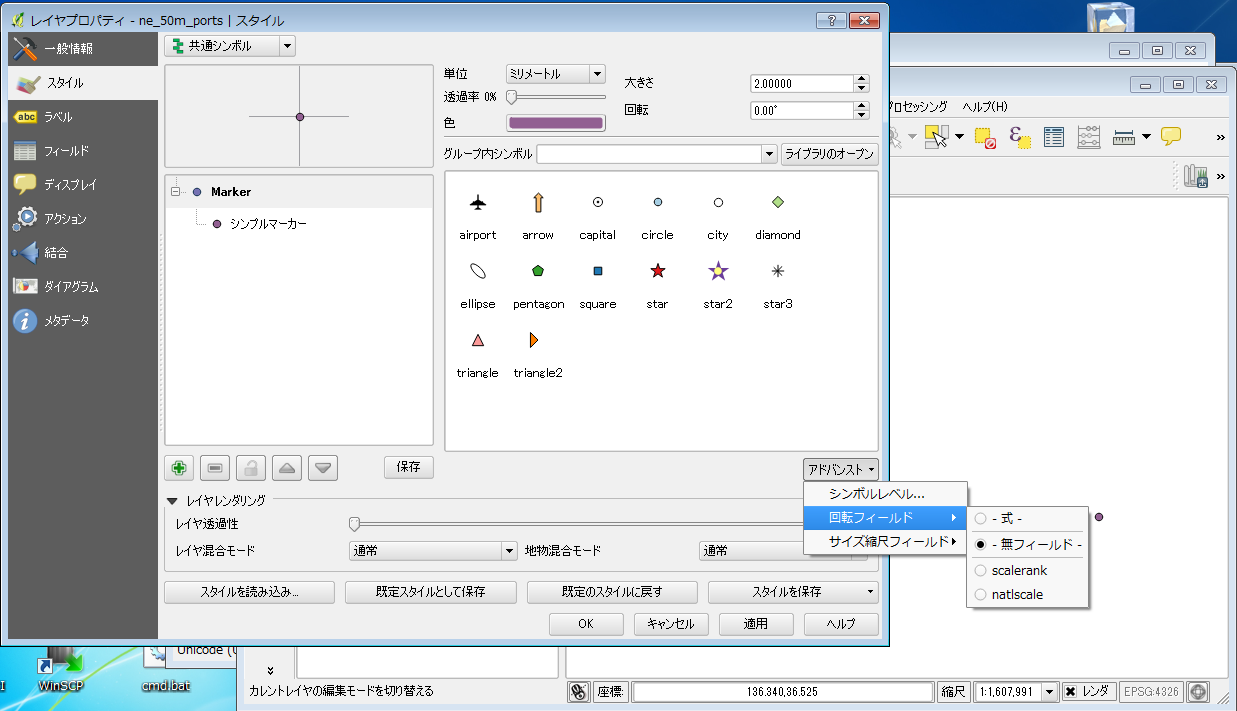 レイヤプロパティ - ne_50m_ports | スタイル
一般情報
スタイル
abc ラベル
フィールド
ディスプレイ
アクション
結合
ダイアグラム
メタデータ
共通シンボル
Marker
シンプルマーカー
単位 ミリメートル
透過率 0%
色
大きさ 2.00000
回転 0.00°
グループ内シンボル
ライブラリのオープン
airport arrow capital circle city diamond
ellipse pentagon square star star2 star3
triangle triangle2
保存
アドバンスト
シンボルレベル...
回転フィールド
サイズ縮尺フィールド
- 式 -
- 無フィールド -
scalerank
natlscale
レイヤレンダリング
レイヤ透過性
レイヤ混合モード 通常 地物混合モード 通常
スタイルを読み込み... 既定スタイルとして保存 既定のスタイルに戻す スタイルを保存
OK キャンセル 適用 ヘルプ
プロセッシング ヘルプ(H)
WinSCP
cmd.bat
Unicode (
カレントレイヤの編集モードを切り替える
座標: 136.340,36.525 縮尺 1:1,607,991 レンダ EPSG:4326